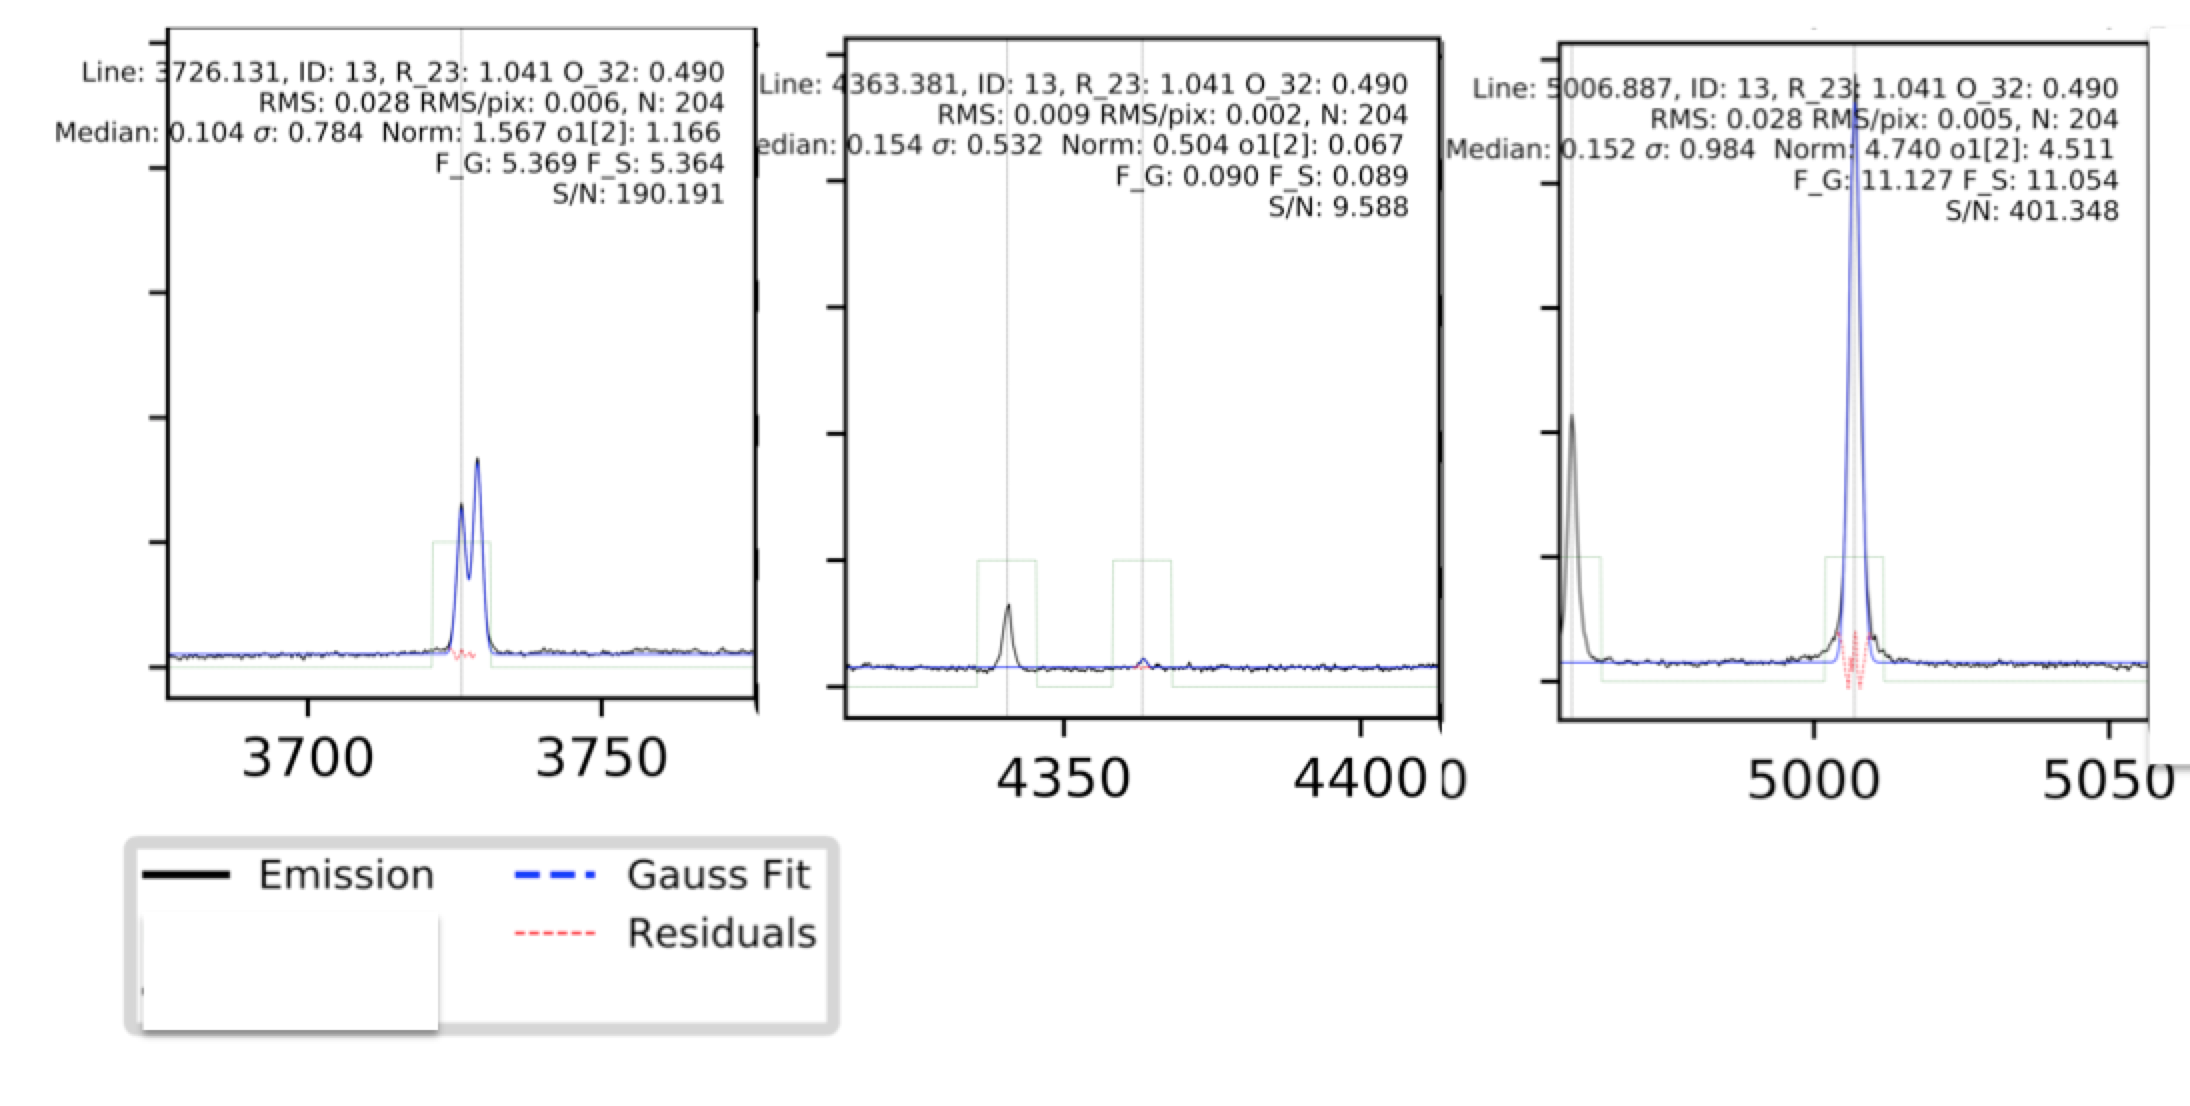 Line: 3726.131, ID: 13, R_23: 1.041 O_32: 0.490
RMS: 0.028 RMS/pix: 0.006, N: 204
Median: 0.104 σ: 0.784 Norm: 1.567 o1[2]: 1.166
F_G: 5.369 F_S: 5.364
S/N: 190.191
3700 3750
Line: 4363.381, ID: 13, R_23: 1.041 O_32: 0.490
RMS: 0.009 RMS/pix: 0.002, N: 204
edian: 0.154 σ: 0.532 Norm: 0.504 o1[2]: 0.067
F_G: 0.090 F_S: 0.089
S/N: 9.588
4350 4400 0
Line: 5006.887, ID: 13, R_23: 1.041 O_32: 0.490
RMS: 0.028 RMS/pix: 0.005, N: 204
Median: 0.152 σ: 0.984 Norm: 4.740 o1[2]: 4.511
F_G: 11.127 F_S: 11.054
S/N: 401.348
5000 5050
Emission Gauss Fit
Residuals